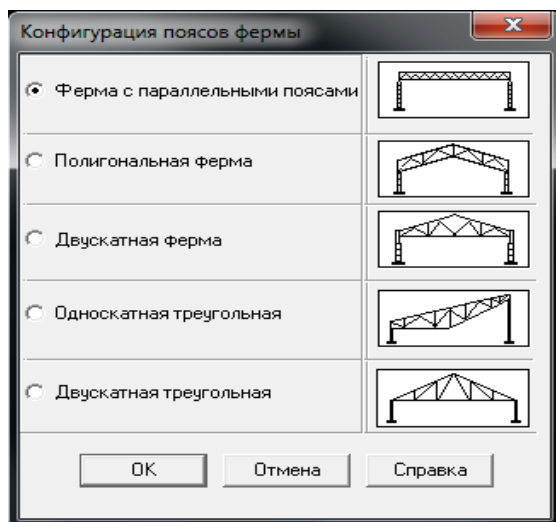 Конфигурация поясов фермы
Ферма с параллельными поясами
Полигональная ферма
Двускатная ферма
Односкатная треугольная
Двускатная треугольная
OK
Отмена
Справка